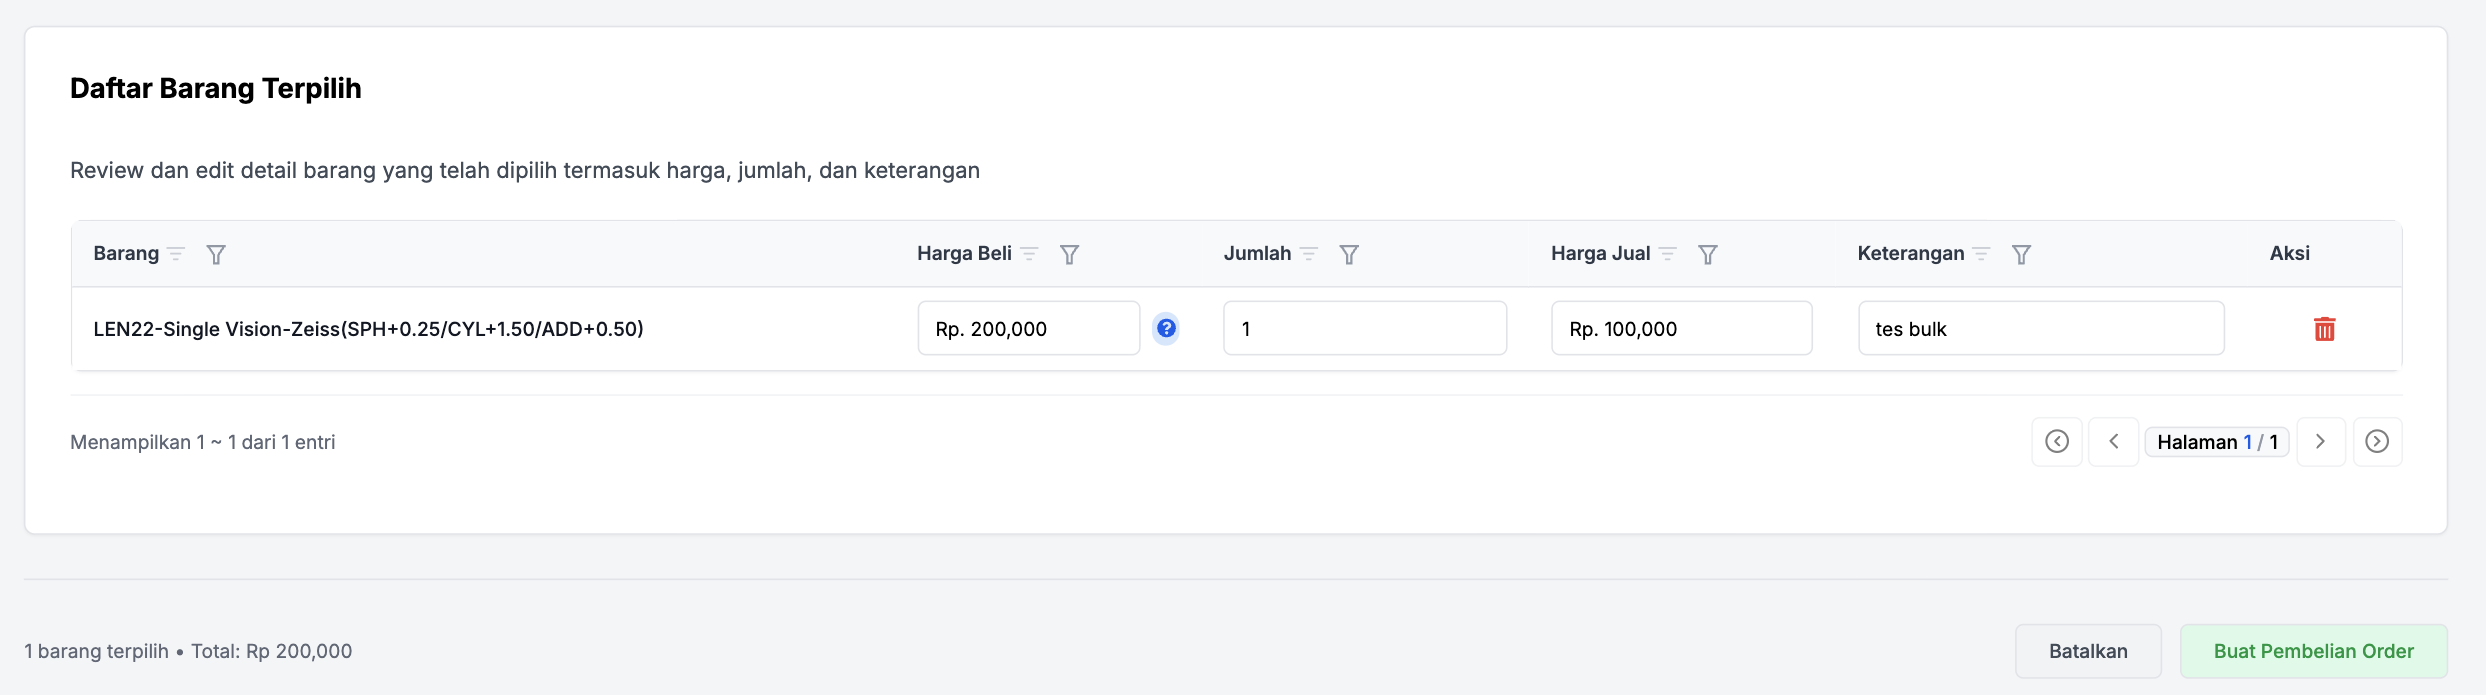 Daftar Barang Terpilih
Review dan edit detail barang yang telah dipilih termasuk harga, jumlah, dan keterangan
Barang Harga Beli Jumlah Harga Jual Keterangan Aksi
LEN22-Single Vision-Zeiss(SPH+0.25/CYL+1.50/ADD+0.50) Rp. 200,000 ? 1 Rp. 100,000 tes bulk
Menampilkan 1 ~ 1 dari 1 entri Halaman 1 / 1
1 barang terpilih • Total: Rp 200,000 Batalkan Buat Pembelian Order